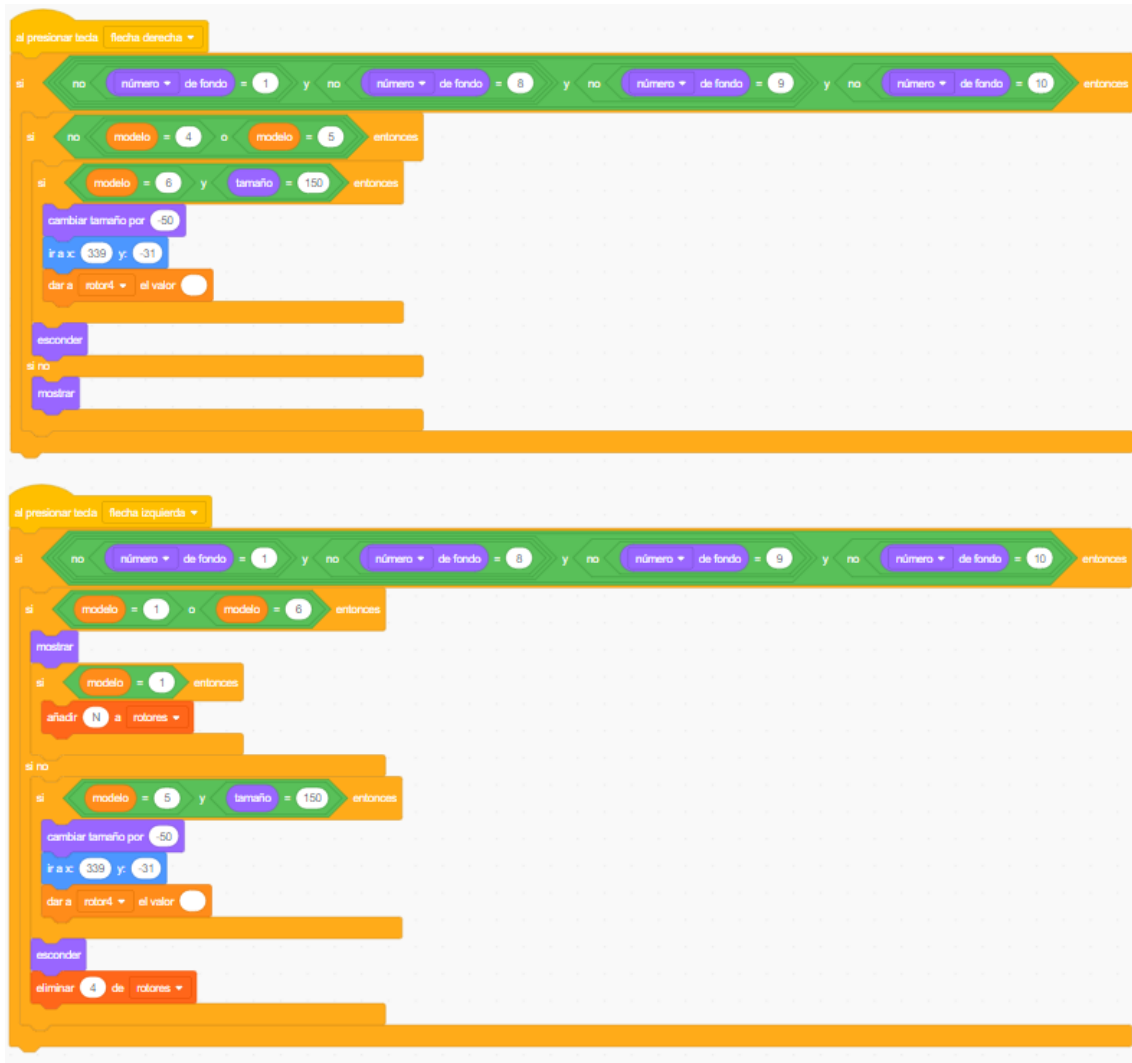 al presionar tecla flecha derecha
si no número de fondo = 1 y no número de fondo = 8 y no número de fondo = 9 y no número de fondo = 10 entonces
si no modelo = 4 o modelo = 5 entonces
si modelo = 6 y tamaño = 150 entonces
cambiar tamaño por -50
ir a x: 339 y: -31
dar a rotor4 el valor
esconder
si no
mostrar
al presionar tecla flecha izquierda
si no número de fondo = 1 y no número de fondo = 8 y no número de fondo = 9 y no número de fondo = 10 entonces
si modelo = 1 o modelo = 6 entonces
mostrar
si modelo = 1 entonces
añadir N a rotores
si no
si modelo = 5 y tamaño = 150 entonces
cambiar tamaño por -50
ir a x: 339 y: -31
dar a rotor4 el valor
esconder
eliminar 4 de rotores